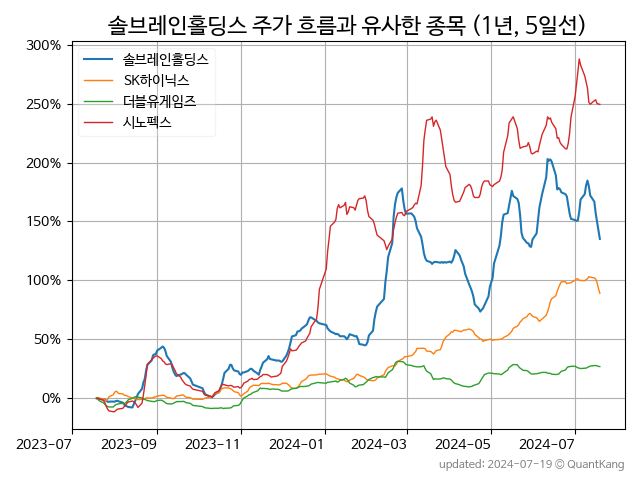 솔브레인홀딩스 주가 흐름과 유사한 종목 (1년, 5일선)
솔브레인홀딩스
SK하이닉스
더블유게임즈
시노펙스
300%
250%
200%
150%
100%
50%
0%
2023-07 2023-09 2023-11 2024-01 2024-03 2024-05 2024-07
updated: 2024-07-19 © QuantKang